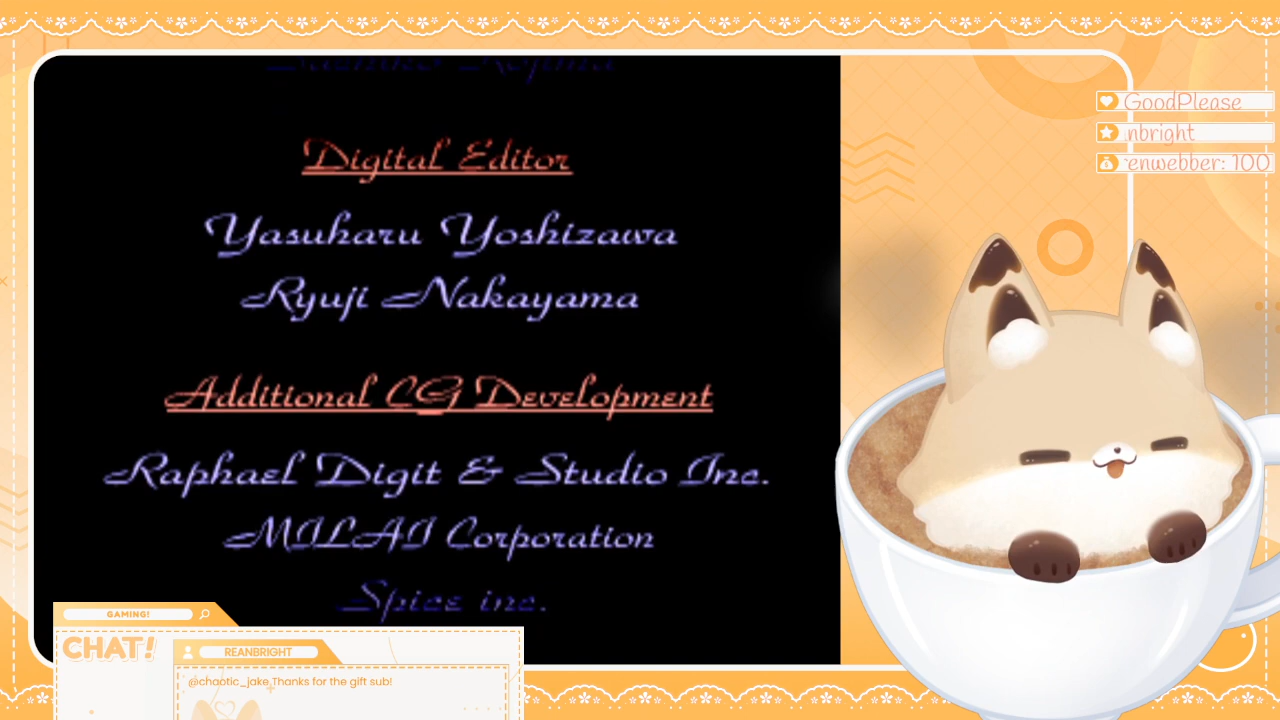 Digital Editor
Yasuharu Yoshizawa
Ryuji Nakayama
Additional CG Development
Raphael Digit & Studio Inc.
MILAI Corporation
Spice inc.
GoodPlease
nbright
enwebber: 100
GAMING!
CHAT!
REANBRIGHT
@chaotic_jake Thanks for the gift sub!